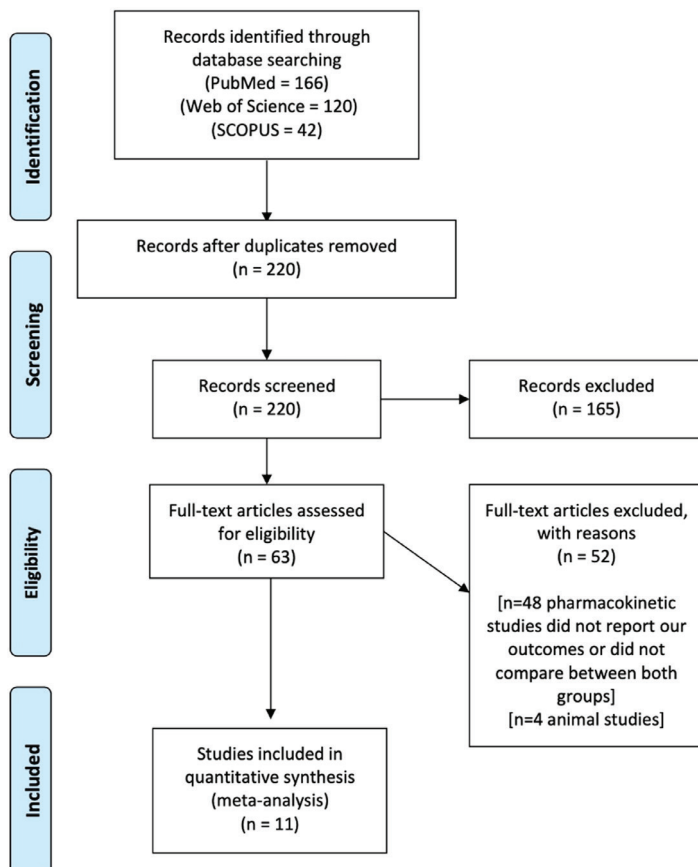 Identification
Records identified through
database searching
(PubMed = 166)
(Web of Science = 120)
(SCOPUS = 42)
Records after duplicates removed
(n = 220)
Screening
Records screened
(n = 220)
Records excluded
(n = 165)
Eligibility
Full-text articles assessed
for eligibility
(n = 63)
Full-text articles excluded,
with reasons
(n = 52)
[n=48 pharmacokinetic
studies did not report our
outcomes or did not
compare between both
groups]
[n=4 animal studies]
Included
Studies included in
quantitative synthesis
(meta-analysis)
(n = 11)